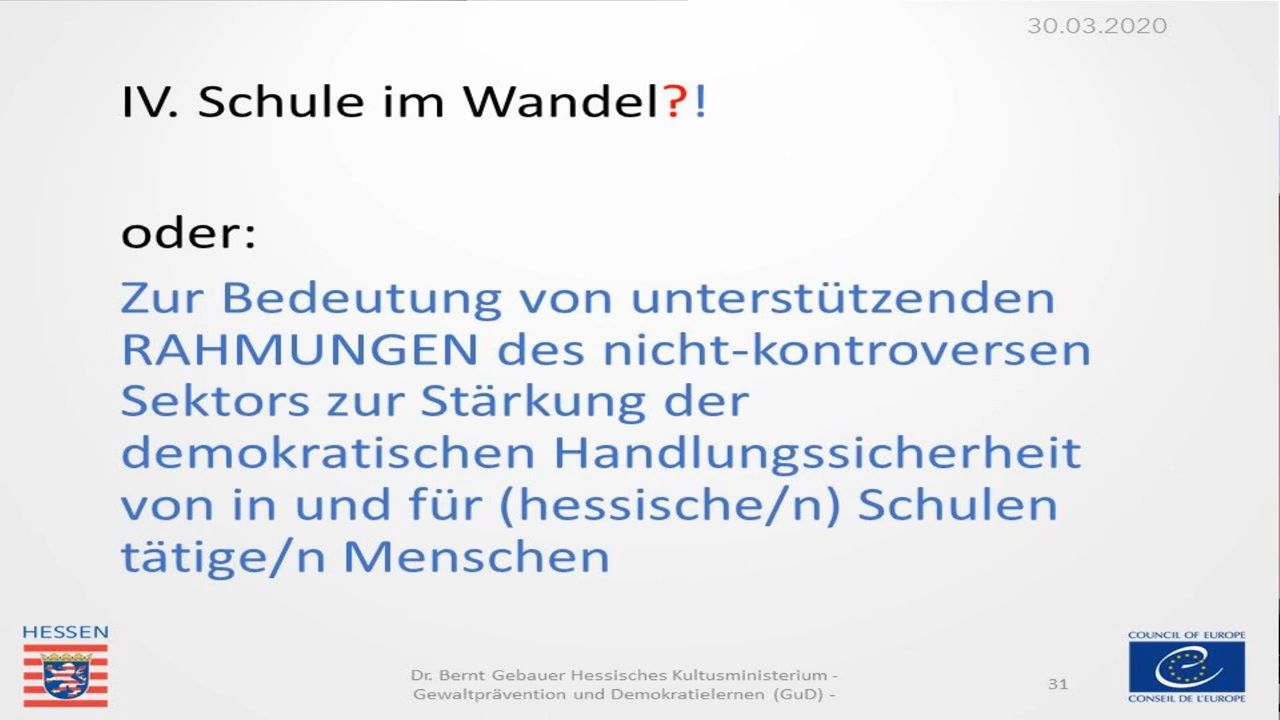 30.03.2020
IV. Schule im Wandel?!
oder:
Zur Bedeutung von unterstützenden
RAHMUNGEN des nicht-kontroversen
Sektors zur Stärkung der
demokratischen Handlungssicherheit
von in und für (hessische/n) Schulen
tätige/n Menschen
HESSEN
Dr. Bernt Gebauer Hessisches Kultusministerium -
Gewaltprävention und Demokratielernen (GuD) -
31
COUNCIL OF EUROPE
CONSEIL DE L'EUROPE